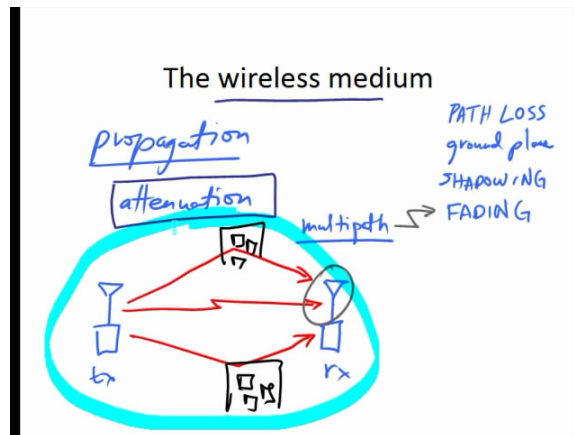 The wireless medium
propagation
attenuation
multipath
PATH LOSS
ground plane
SHADOWING
FADING
tx
rx